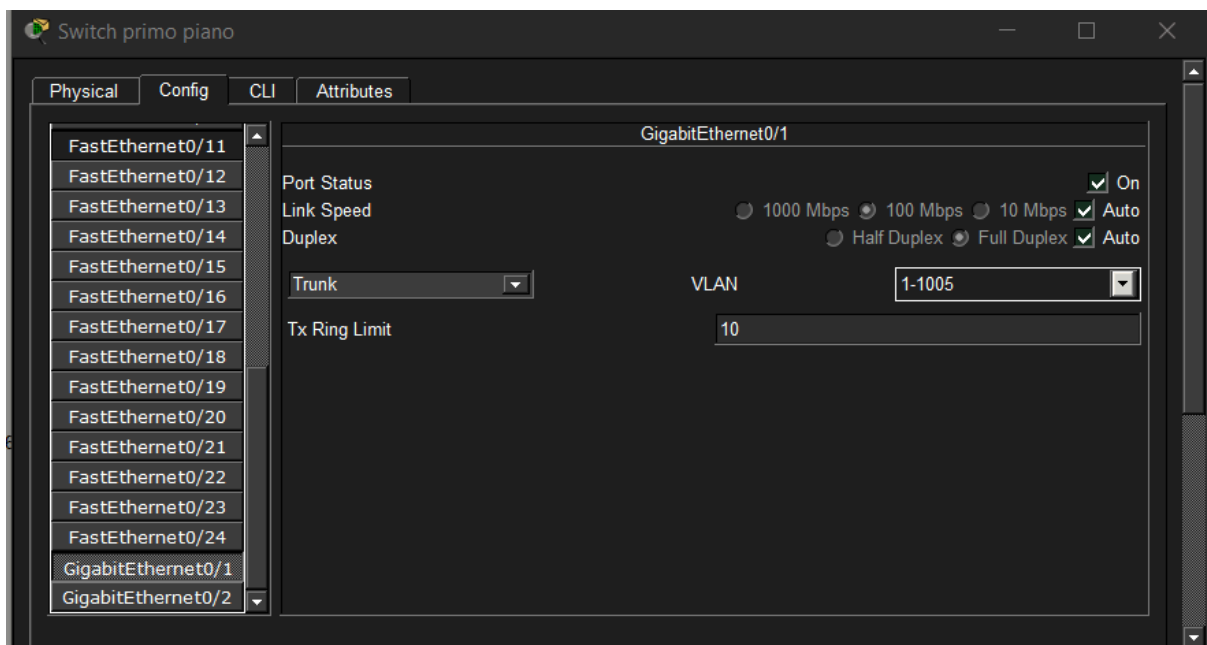 Switch primo piano
Physical Config CLI Attributes
FastEthernet0/11
FastEthernet0/12
FastEthernet0/13
FastEthernet0/14
FastEthernet0/15
FastEthernet0/16
FastEthernet0/17
FastEthernet0/18
FastEthernet0/19
FastEthernet0/20
FastEthernet0/21
FastEthernet0/22
FastEthernet0/23
FastEthernet0/24
GigabitEthernet0/1
GigabitEthernet0/2
GigabitEthernet0/1
Port Status On
Link Speed 1000 Mbps 100 Mbps 10 Mbps Auto
Duplex Half Duplex Full Duplex Auto
Trunk VLAN 1-1005
Tx Ring Limit 10